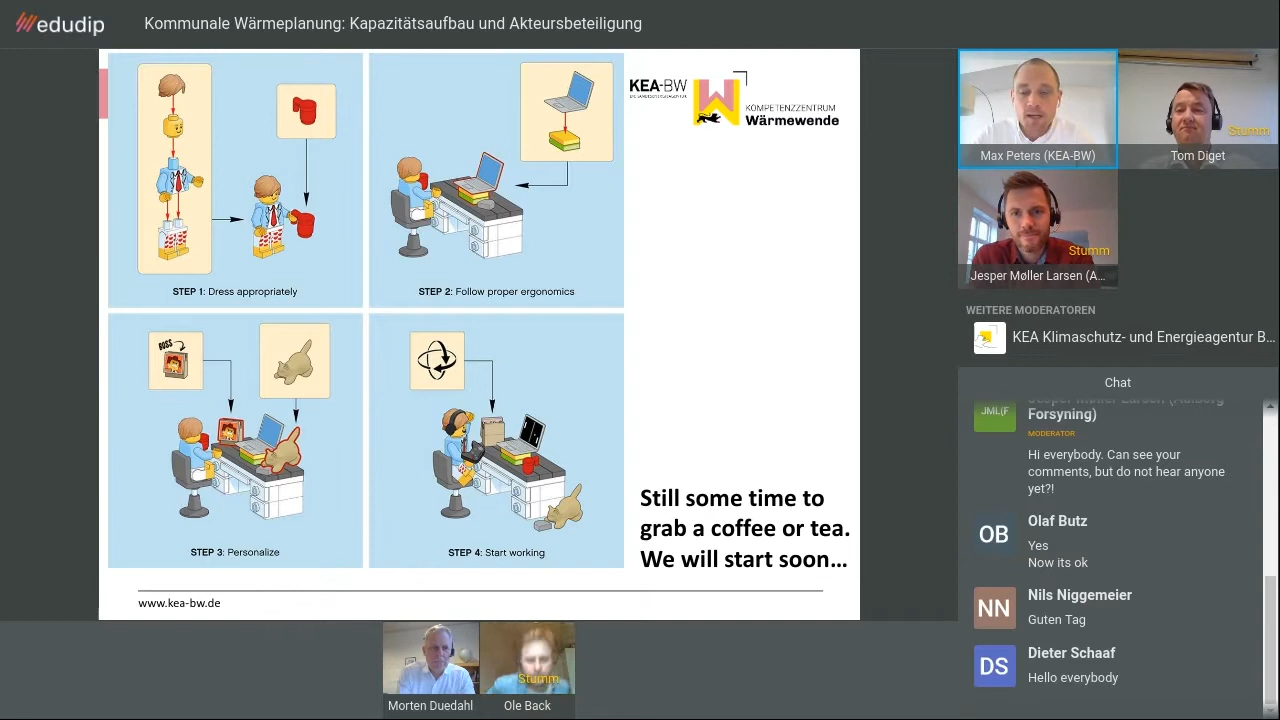 edudip
Kommunale Wärmeplanung: Kapazitätsaufbau und Akteursbeteiligung
KEA-BW
KOMPETENZZENTRUM
Wärmewende
STEP 1: Dress appropriately
STEP 2: Follow proper ergonomics
BOSS
STEP 3: Personalize
STEP 4: Start working
Still some time to
grab a coffee or tea.
We will start soon...
www.kea-bw.de
Max Peters (KEA-BW)
Stumm
Tom Diget
Stumm
Jesper Møller Larsen (A...
WEITERE MODERATOREN
KEA Klimaschutz- und Energieagentur B...
Chat
JML(F
Jesper Møller Larsen (Aalborg
Forsyning)
MODERATOR
Hi everybody. Can see your
comments, but do not hear anyone
yet?!
OB
Olaf Butz
Yes
Now its ok
NN
Nils Niggemeier
Guten Tag
DS
Dieter Schaaf
Hello everybody
Morten Duedahl
Stumm
Ole Back